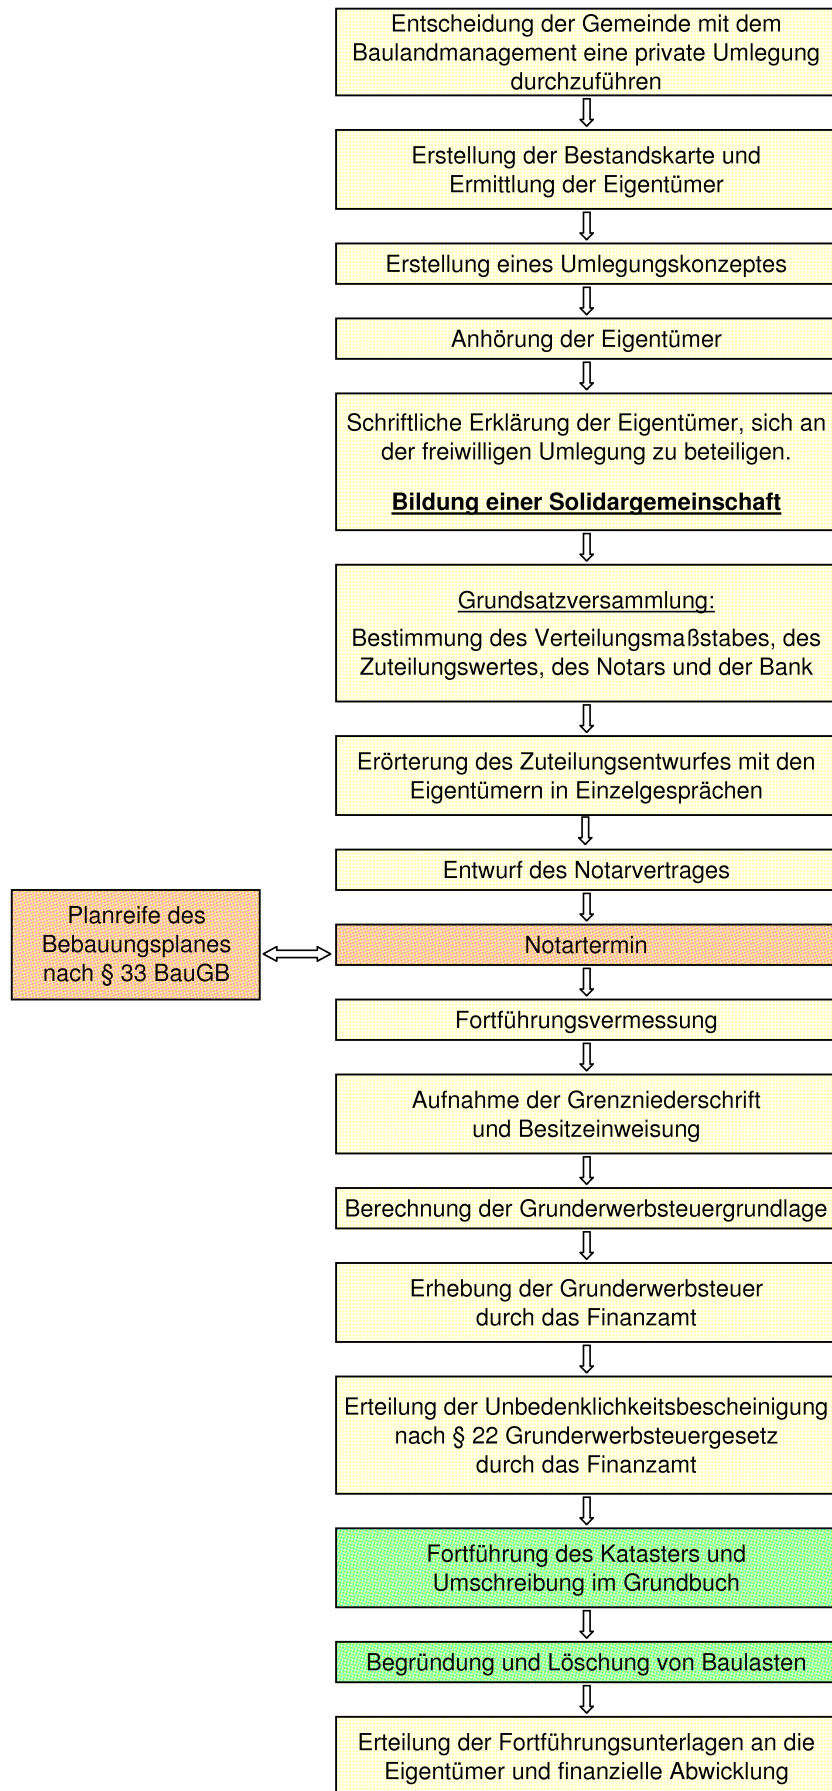 Entscheidung der Gemeinde mit dem
Baulandmanagement eine private Umlegung
durchzuführen
Erstellung der Bestandskarte und
Ermittlung der Eigentümer
Erstellung eines Umlegungskonzeptes
Anhörung der Eigentümer
Schriftliche Erklärung der Eigentümer, sich an
der freiwilligen Umlegung zu beteiligen.
Bildung einer Solidargemeinschaft
Grundsatzversammlung:
Bestimmung des Verteilungsmaßstabes, des
Zuteilungswertes, des Notars und der Bank
Erörterung des Zuteilungsentwurfes mit den
Eigentümern in Einzelgesprächen
Entwurf des Notarvertrages
Planreife des
Bebauungsplanes
nach § 33 BauGB
Notartermin
Fortführungsvermessung
Aufnahme der Grenzniederschrift
und Besitzeinweisung
Berechnung der Grunderwerbsteuergrundlage
Erhebung der Grunderwerbsteuer
durch das Finanzamt
Erteilung der Unbedenklichkeitsbescheinigung
nach § 22 Grunderwerbsteuergesetz
durch das Finanzamt
Fortführung des Katasters und
Umschreibung im Grundbuch
Begründung und Löschung von Baulasten
Erteilung der Fortführungsunterlagen an die
Eigentümer und finanzielle Abwicklung